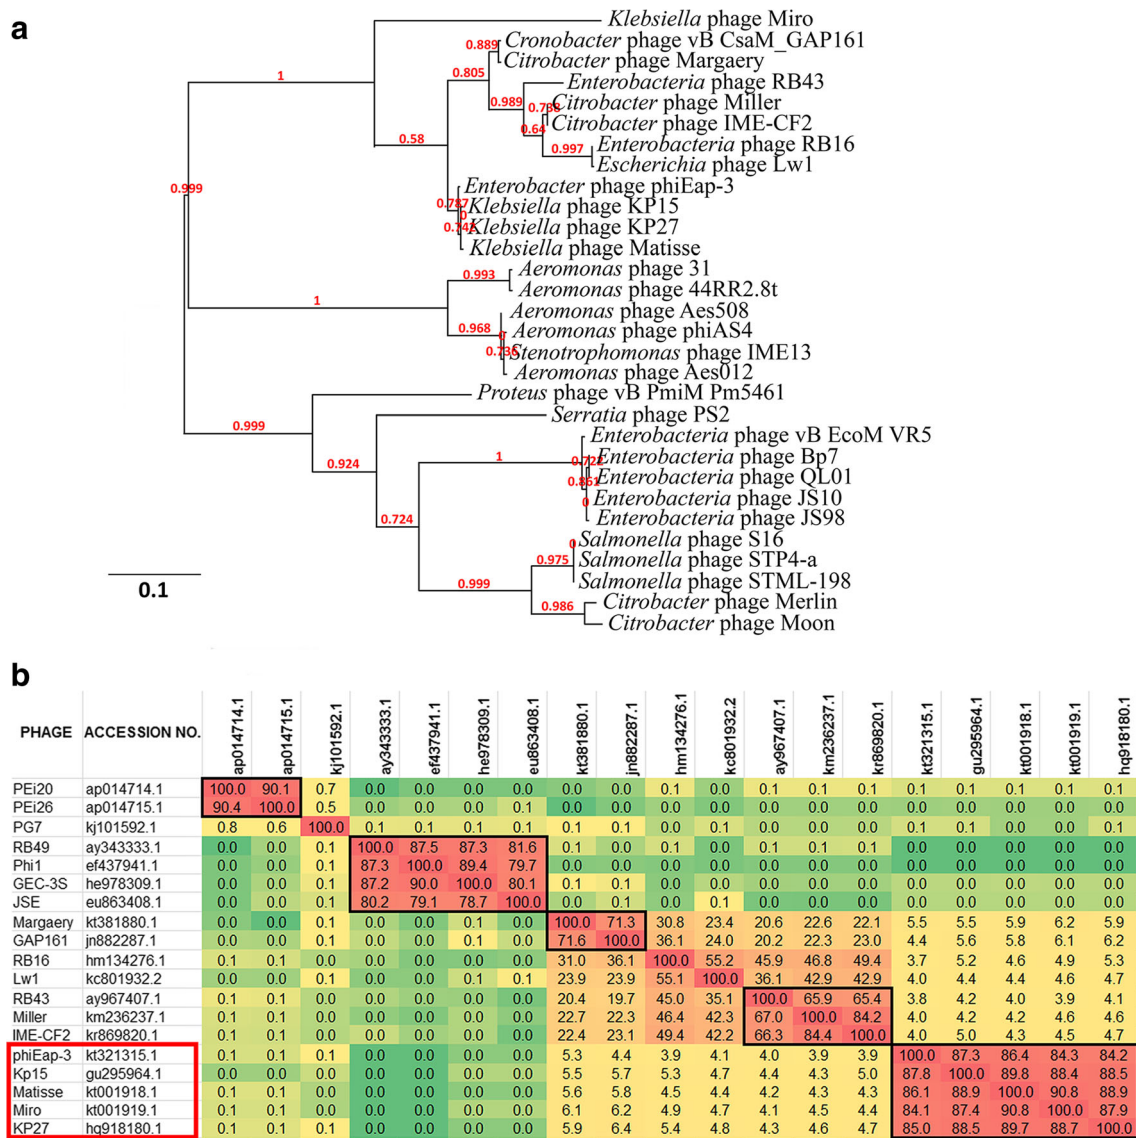 a
Klebsiella phage Miro
0.889 Cronobacter phage vB CsaM_GAP161
Citrobacter phage Margaery
1 0.805
Enterobacteria phage RB43
0.989 0.738 Citrobacter phage Miller
0.64 Citrobacter phage IME-CF2
0.58 0.997 Enterobacteria phage RB16
Escherichia phage Lw1
0.999 Enterobacter phage phiEap-3
0.787 Klebsiella phage KP15
0
Klebsiella phage KP27
Klebsiella phage Matisse
0.993 Aeromonas phage 31
Aeromonas phage 44RR2.8t
1 Aeromonas phage Aes508
0.968 0 Aeromonas phage phiAS4
0.736 Stenotrophomonas phage IME13
Aeromonas phage Aes012
Proteus phage vB PmiM Pm5461
Serratia phage PS2
0.999 Enterobacteria phage vB EcoM VR5
0.924 1 Enterobacteria phage Bp7
0.861 Enterobacteria phage QL01
0 Enterobacteria phage JS10
0.724 Enterobacteria phage JS98
0 Salmonella phage S16
0.975 Salmonella phage STP4-a
0.999 Salmonella phage STML-198
0.986 Citrobacter phage Merlin
Citrobacter phage Moon
0.1
b
PHAGE ACCESSION NO. ap014714.1 ap014715.1 kj101592.1 ay343333.1 ef437941.1 he978309.1 eu863408.1 kt381880.1 jn882287.1 hm134276.1 kc801932.2 ay967407.1 km236237.1 kr869820.1 kt321315.1 gu295964.1 kt001918.1 kt001919.1 hq918180.1
PEi20 ap014714.1 100.0 90.1 0.7 0.0 0.0 0.0 0.0 0.0 0.0 0.1 0.0 0.1 0.1 0.1 0.1 0.1 0.1 0.1 0.1
PEi26 ap014715.1 90.4 100.0 0.5 0.0 0.0 0.0 0.1 0.0 0.0 0.0 0.0 0.1 0.1 0.1 0.1 0.0 0.1 0.1 0.1
PG7 kj101592.1 0.8 0.6 100.0 0.1 0.1 0.1 0.1 0.1 0.1 0.0 0.0 0.0 0.0 0.0 0.1 0.1 0.0 0.0 0.1
RB49 ay343333.1 0.0 0.0 0.1 100.0 87.5 87.3 81.6 0.1 0.1 0.0 0.0 0.1 0.0 0.1 0.0 0.0 0.0 0.0 0.0
Phi1 ef437941.1 0.0 0.0 0.1 87.3 100.0 89.4 79.7 0.0 0.0 0.0 0.0 0.0 0.0 0.0 0.0 0.0 0.0 0.0 0.0
GEC-3S he978309.1 0.0 0.0 0.1 87.2 90.0 100.0 80.1 0.1 0.1 0.0 0.0 0.0 0.0 0.0 0.0 0.0 0.0 0.0 0.0
JSE eu863408.1 0.0 0.0 0.1 80.2 79.1 78.7 100.0 0.0 0.1 0.0 0.1 0.0 0.0 0.0 0.0 0.0 0.0 0.0 0.0
Margaery kt381880.1 0.0 0.0 0.1 0.0 0.0 0.1 0.0 100.0 71.3 30.8 23.4 20.6 22.6 22.1 5.5 5.5 5.9 6.2 5.9
GAP161 jn882287.1 0.0 0.0 0.1 0.0 0.0 0.1 0.0 71.6 100.0 36.1 24.0 20.2 22.3 23.0 4.4 5.6 5.8 6.1 6.2
RB16 hm134276.1 0.0 0.0 0.1 0.0 0.0 0.0 0.0 31.0 36.1 100.0 55.2 45.9 46.8 49.4 3.7 5.2 4.6 4.9 5.3
Lw1 kc801932.2 0.0 0.0 0.1 0.0 0.0 0.1 0.1 23.9 23.9 55.1 100.0 36.1 42.9 42.9 4.0 4.4 4.4 4.6 4.7
RB43 ay967407.1 0.1 0.1 0.0 0.0 0.0 0.0 0.0 20.4 19.7 45.0 35.1 100.0 65.9 65.4 3.8 4.2 4.0 3.9 4.1
Miller km236237.1 0.1 0.1 0.0 0.0 0.0 0.0 0.0 22.7 22.3 46.4 42.3 67.0 100.0 84.2 4.0 4.2 4.2 4.6 4.6
IME-CF2 kr869820.1 0.1 0.1 0.0 0.0 0.0 0.0 0.0 22.4 23.1 49.4 42.2 66.3 84.4 100.0 4.0 5.0 4.3 4.5 4.7
phiEap-3 kt321315.1 0.1 0.1 0.1 0.0 0.0 0.0 0.0 5.3 4.4 3.9 4.1 4.0 3.9 3.9 100.0 87.3 86.4 84.3 84.2
Kp15 gu295964.1 0.0 0.0 0.1 0.0 0.0 0.0 0.0 5.5 5.7 5.3 4.7 4.4 4.3 5.0 87.8 100.0 89.8 88.4 88.5
Matisse kt001918.1 0.1 0.1 0.0 0.0 0.0 0.0 0.0 5.6 5.8 4.5 4.4 4.2 4.3 4.3 86.1 88.9 100.0 90.8 88.9
Miro kt001919.1 0.1 0.1 0.0 0.0 0.0 0.0 0.0 6.1 6.2 4.9 4.7 4.1 4.5 4.4 84.1 87.4 90.8 100.0 87.9
KP27 hq918180.1 0.1 0.1 0.1 0.0 0.0 0.0 0.0 5.9 6.4 5.4 4.8 4.3 4.6 4.7 85.0 88.5 89.7 88.7 100.0